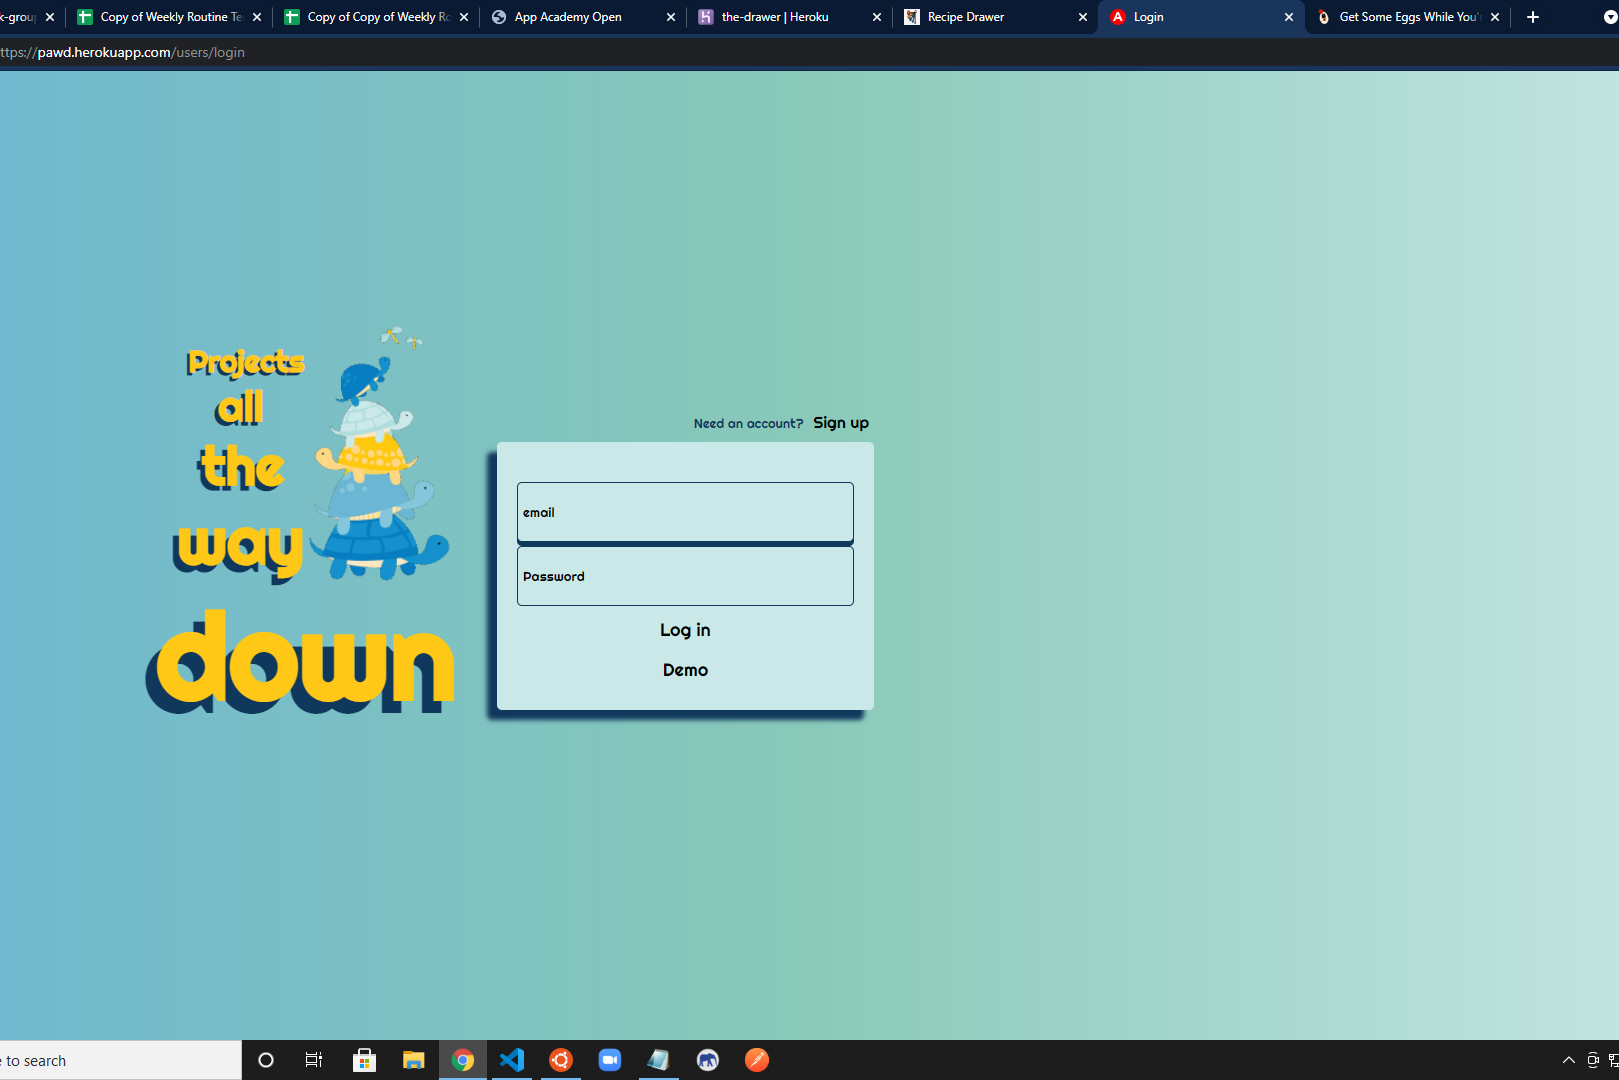 k-group
Copy of Weekly Routine Te
Copy of Copy of Weekly Ro
App Academy Open
the-drawer | Heroku
Recipe Drawer
Login
Get Some Eggs While You'r
ttps://pawd.herokuapp.com/users/login
Projects
all
the
way
down
Need an account? Sign up
email
Password
Log in
Demo
e to search